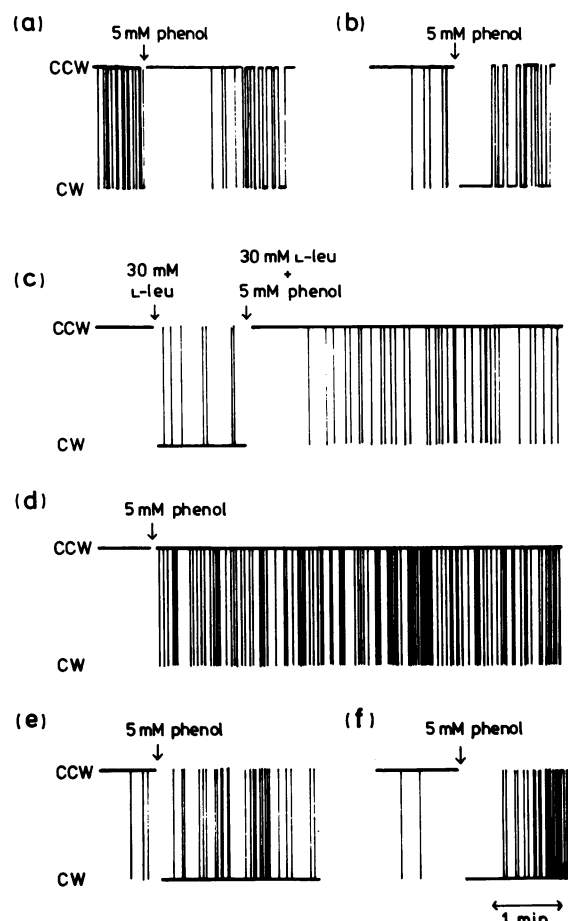 (a)
(b)
5 mM phenol
5 mM phenol
CCW
CW
(c)
30 mM
L-leu
30 mM L-leu
+
5 mM phenol
CCW
CW
(d)
5 mM phenol
CCW
CW
(e)
(f)
5 mM phenol
5 mM phenol
CCW
CW
1 min